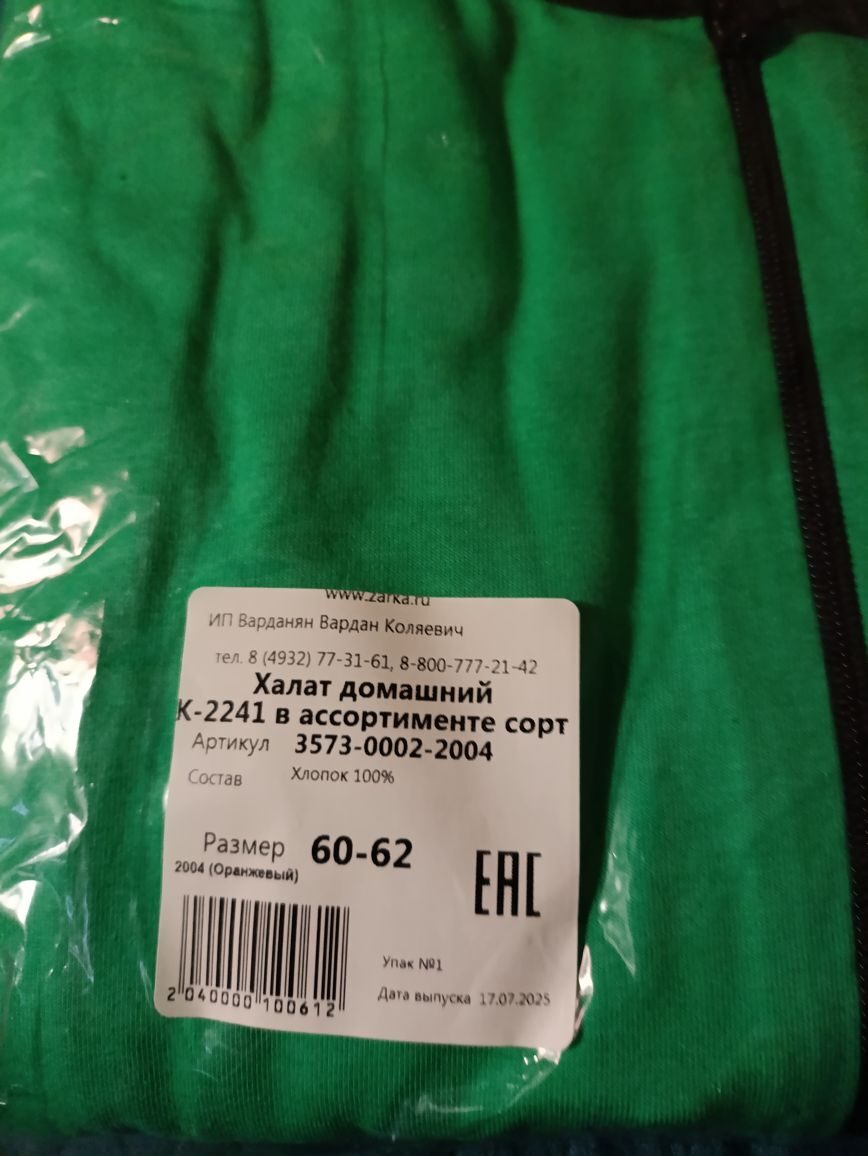 www.zarka.ru
ИП Варданян Вардан Коляевич
тел. 8 (4932) 77-31-61, 8-800-777-21-42
Халат домашний
К-2241 в ассортименте сорт
Артикул 3573-0002-2004
Состав Хлопок 100%
Размер 60-62
2004 (Оранжевый)
EAC
Упак №1
2 040000 100612
Дата выпуска 17.07.2025